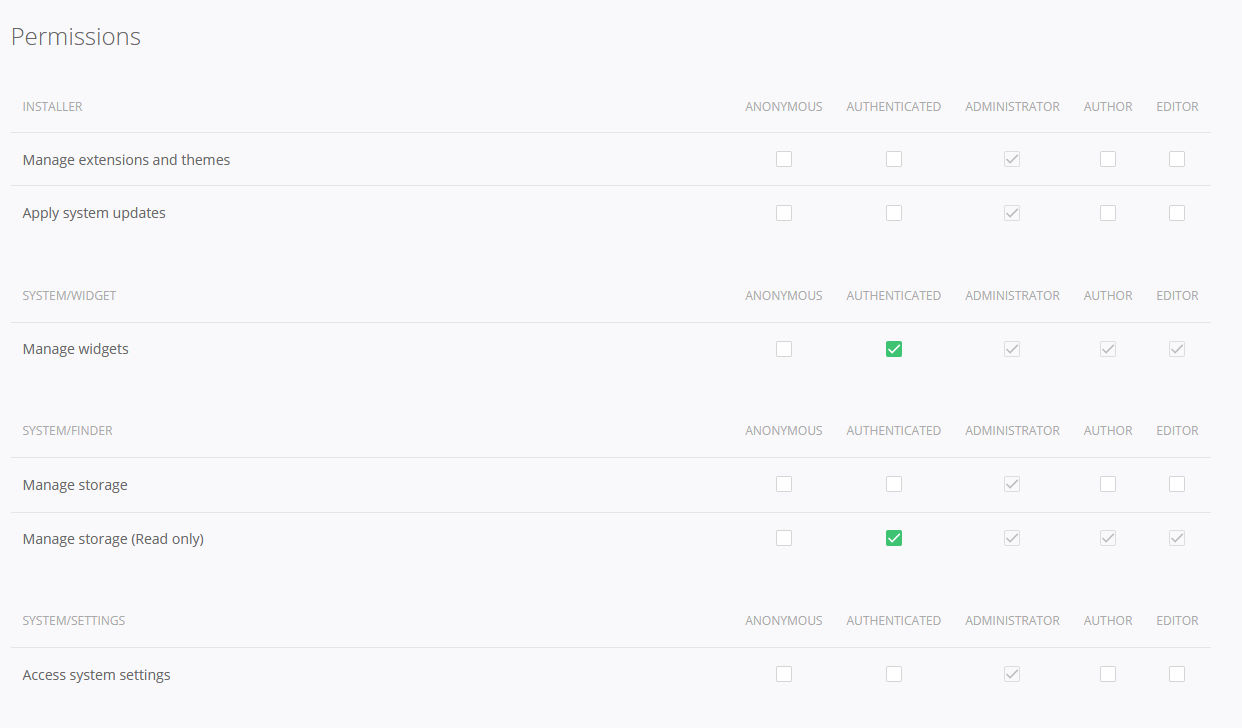 Permissions
INSTALLER ANONYMOUS AUTHENTICATED ADMINISTRATOR AUTHOR EDITOR
Manage extensions and themes
Apply system updates
SYSTEM/WIDGET ANONYMOUS AUTHENTICATED ADMINISTRATOR AUTHOR EDITOR
Manage widgets
SYSTEM/FINDER ANONYMOUS AUTHENTICATED ADMINISTRATOR AUTHOR EDITOR
Manage storage
Manage storage (Read only)
SYSTEM/SETTINGS ANONYMOUS AUTHENTICATED ADMINISTRATOR AUTHOR EDITOR
Access system settings